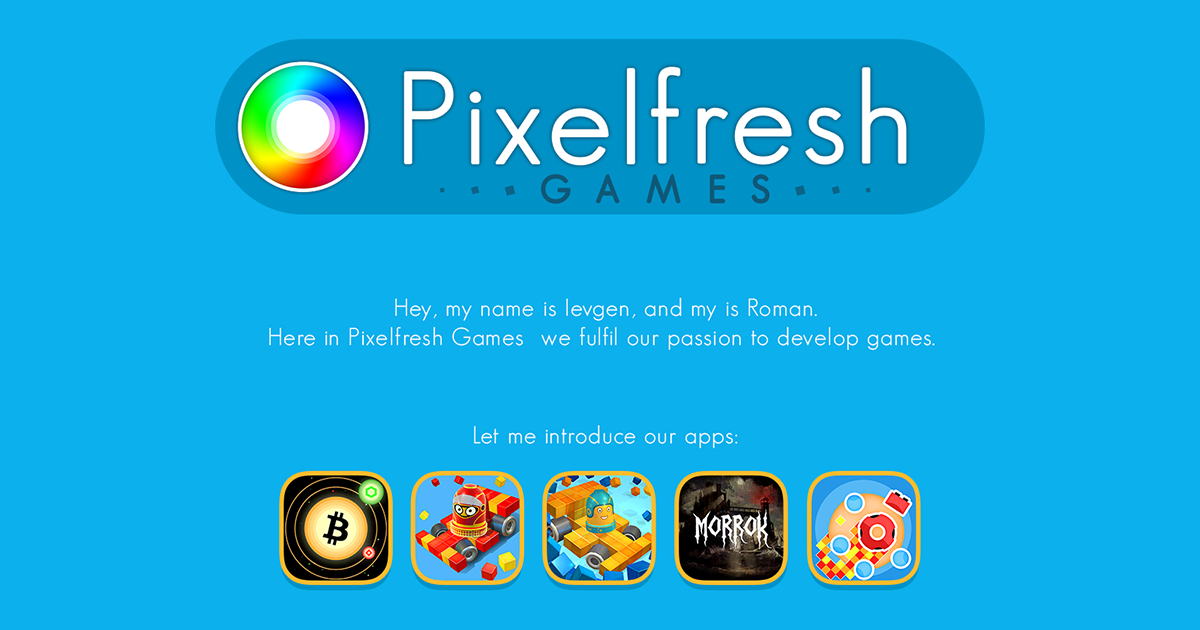 Pixelfresh
GAMES
Hey, my name is Ievgen, and my is Roman.
Here in Pixelfresh Games we fulfil our passion to develop games.
Let me introduce our apps:
MORROK